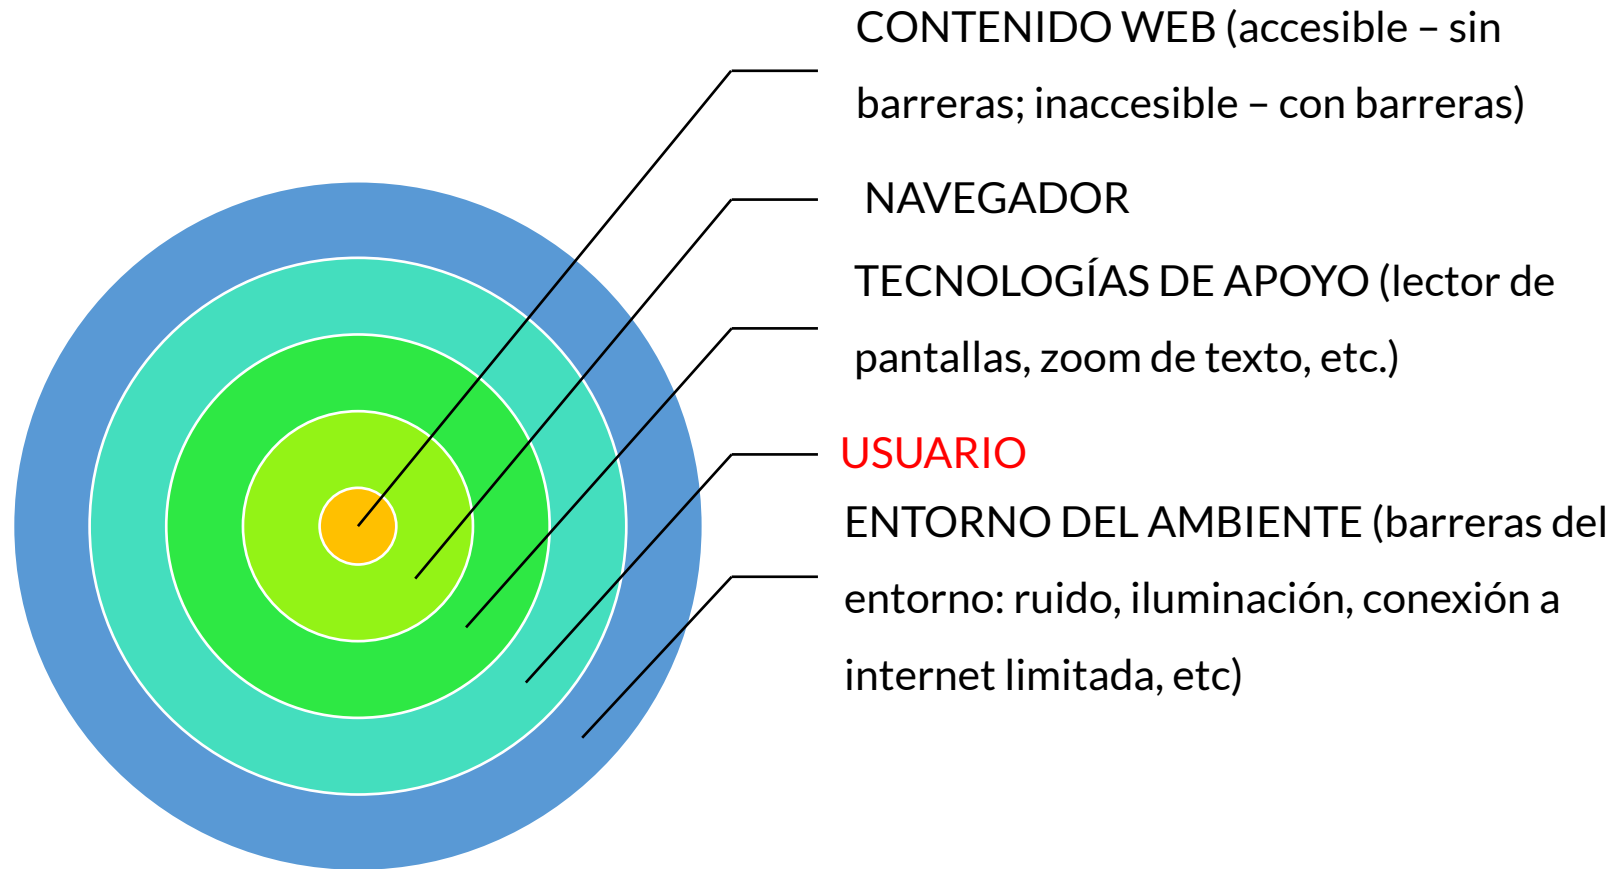 CONTENIDO WEB (accesible – sin
barreras; inaccesible – con barreras)
NAVEGADOR
TECNOLOGÍAS DE APOYO (lector de
pantallas, zoom de texto, etc.)
USUARIO
ENTORNO DEL AMBIENTE (barreras del
entorno: ruido, iluminación, conexión a
internet limitada, etc)